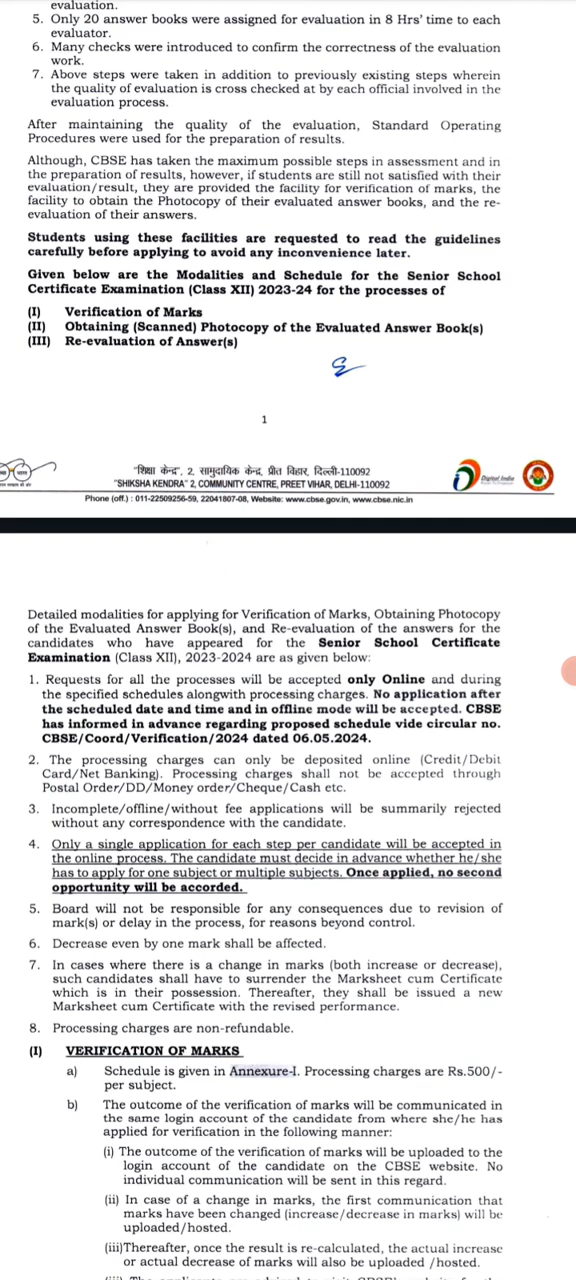 evaluation.
5. Only 20 answer books were assigned for evaluation in 8 Hrs' time to each
evaluator.
6. Many checks were introduced to confirm the correctness of the evaluation
work.
7. Above steps were taken in addition to previously existing steps wherein
the quality of evaluation is cross checked at by each official involved in the
evaluation process.
After maintaining the quality of the evaluation, Standard Operating
Procedures were used for the preparation of results.
Although, CBSE has taken the maximum possible steps in assessment and in
the preparation of results, however, if students are still not satisfied with their
evaluation/result, they are provided the facility for verification of marks, the
facility to obtain the Photocopy of their evaluated answer books, and the re-
evaluation of their answers.
Students using these facilities are requested to read the guidelines
carefully before applying to avoid any inconvenience later.
Given below are the Modalities and Schedule for the Senior School
Certificate Examination (Class XII) 2023-24 for the processes of
(I) Verification of Marks
(II) Obtaining (Scanned) Photocopy of the Evaluated Answer Book(s)
(III) Re-evaluation of Answer(s)
1
"शिक्षा केन्द्र", 2, सामुदायिक केन्द्र, प्रीत विहार, दिल्ली-110092
"SHIKSHA KENDRA" 2, COMMUNITY CENTRE, PREET VIHAR, DELHI-110092
Digital India
Phone (off.) : 011-22509256-59, 22041807-08, Website: www.cbse.gov.in, www.cbse.nic.in
Detailed modalities for applying for Verification of Marks, Obtaining Photocopy
of the Evaluated Answer Book(s), and Re-evaluation of the answers for the
candidates who have appeared for the Senior School Certificate
Examination (Class XII), 2023-2024 are as given below:
1. Requests for all the processes will be accepted only Online and during
the specified schedules alongwith processing charges. No application after
the scheduled date and time and in offline mode will be accepted. CBSE
has informed in advance regarding proposed schedule vide circular no.
CBSE/Coord/Verification/2024 dated 06.05.2024.
2. The processing charges can only be deposited online (Credit/Debit
Card/Net Banking). Processing charges shall not be accepted through
Postal Order/DD/Money order/Cheque/Cash etc.
3. Incomplete/offline/without fee applications will be summarily rejected
without any correspondence with the candidate.
4. Only a single application for each step per candidate will be accepted in
the online process. The candidate must decide in advance whether he/she
has to apply for one subject or multiple subjects. Once applied, no second
opportunity will be accorded.
5. Board will not be responsible for any consequences due to revision of
mark(s) or delay in the process, for reasons beyond control.
6. Decrease even by one mark shall be affected.
7. In cases where there is a change in marks (both increase or decrease),
such candidates shall have to surrender the Marksheet cum Certificate
which is in their possession. Thereafter, they shall be issued a new
Marksheet cum Certificate with the revised performance.
8. Processing charges are non-refundable.
(I) VERIFICATION OF MARKS
a) Schedule is given in Annexure-I. Processing charges are Rs.500/-
per subject.
b) The outcome of the verification of marks will be communicated in
the same login account of the candidate from where she/he has
applied for verification in the following manner:
(i) The outcome of the verification of marks will be uploaded to the
login account of the candidate on the CBSE website. No
individual communication will be sent in this regard.
(ii) In case of a change in marks, the first communication that
marks have been changed (increase/decrease in marks) will be
uploaded/hosted.
(iii)Thereafter, once the result is re-calculated, the actual increase
or actual decrease of marks will also be uploaded /hosted.